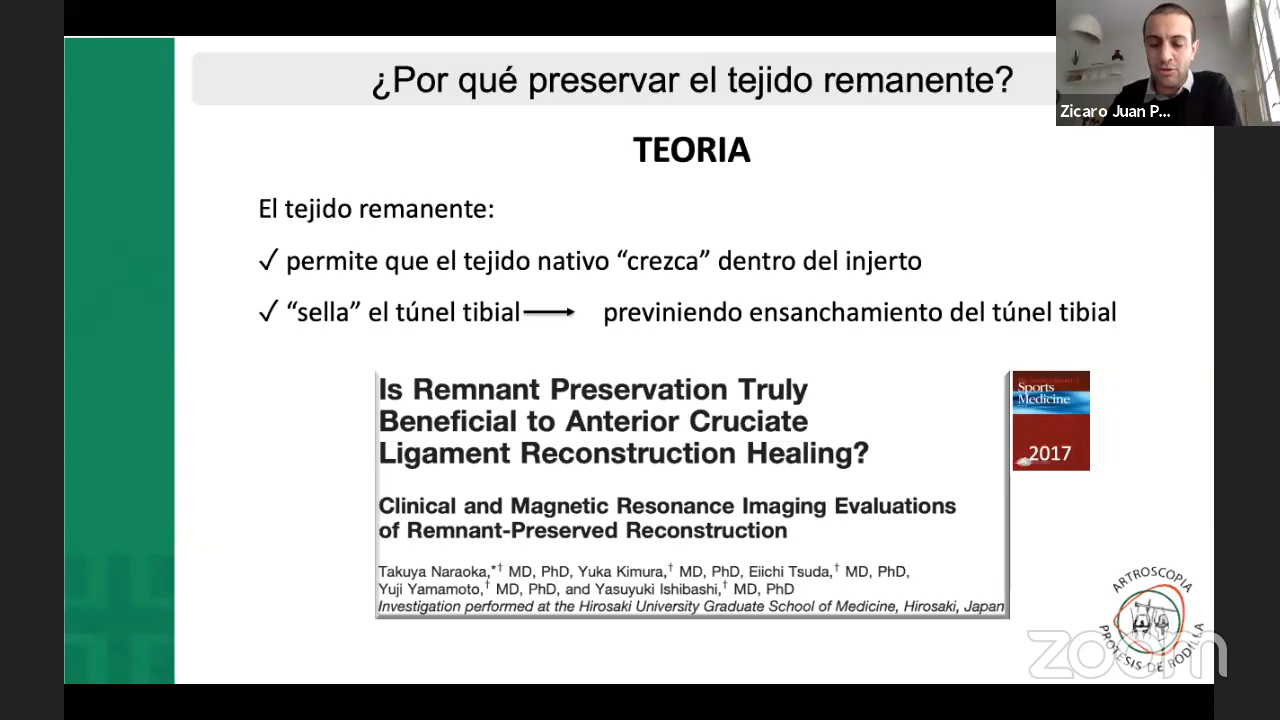 ¿Por qué preservar el tejido remanente?
Zicaro Juan P...
TEORIA
El tejido remanente:
✓ permite que el tejido nativo “crezca” dentro del injerto
✓ “sella” el túnel tibial → previniendo ensanchamiento del túnel tibial
Is Remnant Preservation Truly
Beneficial to Anterior Cruciate
Ligament Reconstruction Healing?
Sports
Medicine
2017
Clinical and Magnetic Resonance Imaging Evaluations
of Remnant-Preserved Reconstruction
Takuya Naraoka,*† MD, PhD, Yuka Kimura,† MD, PhD, Eiichi Tsuda,† MD, PhD,
Yuji Yamamoto,† MD, PhD, and Yasuyuki Ishibashi,† MD, PhD
Investigation performed at the Hirosaki University Graduate School of Medicine, Hirosaki, Japan
ARTROSCOPIA
PROTESIS DE RODILLA
zoom